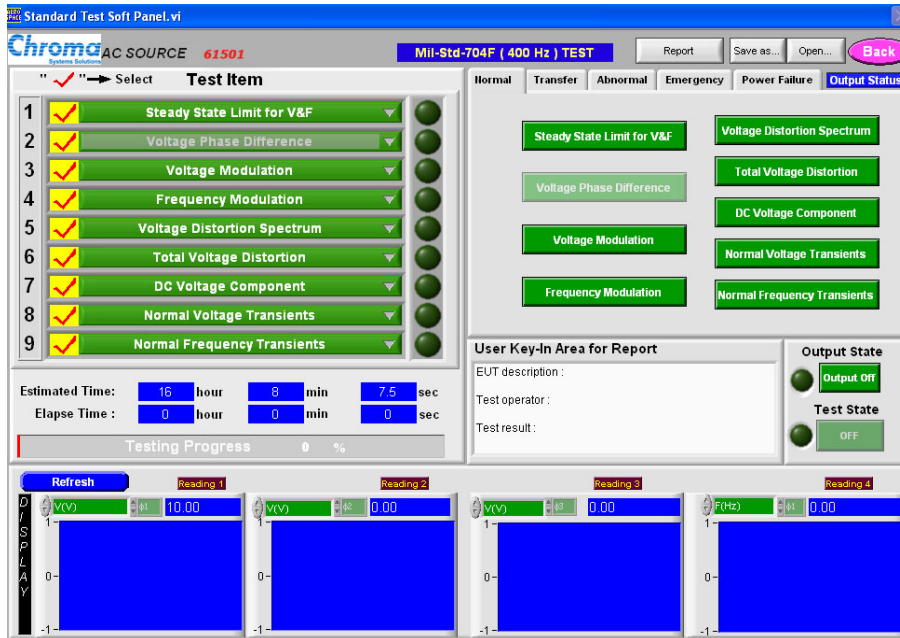 Standard Test Soft Panel.vi
Chroma AC SOURCE 61501
Systems Solutions
Mil-Std-704F ( 400 Hz ) TEST
Report
Save as...
Open...
Back
" " Select Test Item
1 Steady State Limit for V&F
2 Voltage Phase Difference
3 Voltage Modulation
4 Frequency Modulation
5 Voltage Distortion Spectrum
6 Total Voltage Distortion
7 DC Voltage Component
8 Normal Voltage Transients
9 Normal Frequency Transients
Estimated Time: 16 hour 8 min 7.5 sec
Elapse Time : 0 hour 0 min 0 sec
Testing Progress 0 %
Normal Transfer Abnormal Emergency Power Failure Output Status
Steady State Limit for V&F
Voltage Phase Difference
Voltage Modulation
Frequency Modulation
Voltage Distortion Spectrum
Total Voltage Distortion
DC Voltage Component
Normal Voltage Transients
Normal Frequency Transients
User Key-In Area for Report
EUT description :
Test operator :
Test result :
Output State
Output Off
Test State
OFF
Refresh
DISPLAY
Reading 1
V(V) ϕ1 10.00
1
0
-1
Reading 2
V(V) ϕ2 0.00
1
0
-1
Reading 3
V(V) ϕ3 0.00
1
0
-1
Reading 4
F(Hz) ϕ1 0.00
1
0
-1